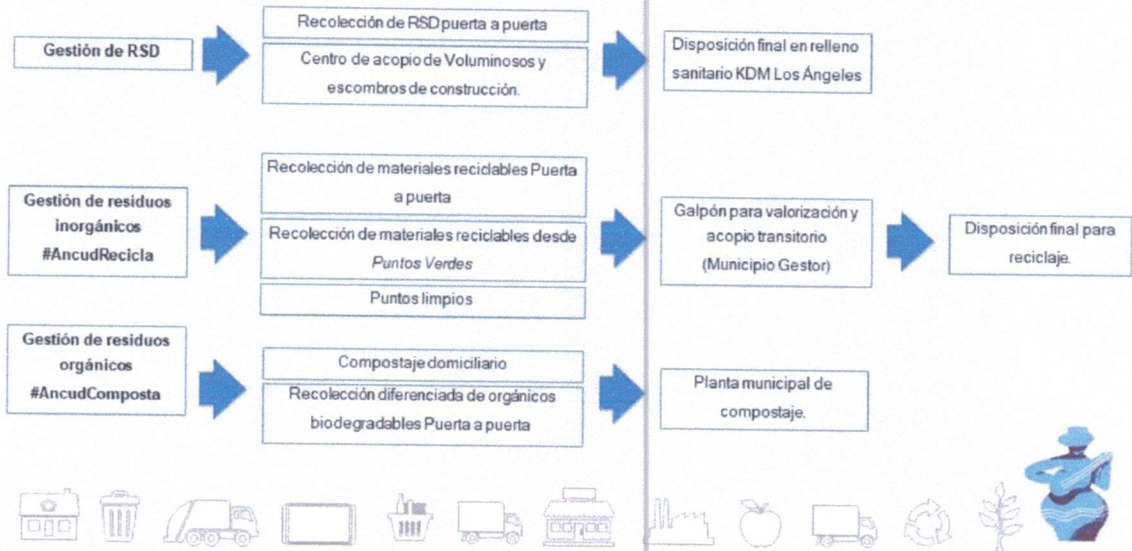 Gestión de RSD
Recolección de RSD puerta a puerta
Centro de acopio de Voluminosos y
escombros de construcción.
Disposición final en relleno
sanitario KDM Los Ángeles
Gestión de residuos
inorgánicos
#AncudRecicla
Recolección de materiales reciclables Puerta
a puerta
Recolección de materiales reciclables desde
Puntos Verdes
Puntos limpios
Galpón para valorización y
acopio transitorio
(Municipio Gestor)
Disposición final para
reciclaje.
Gestión de residuos
orgánicos
#AncudComposta
Compostaje domiciliario
Recolección diferenciada de orgánicos
biodegradables Puerta a puerta
Planta municipal de
compostaje.